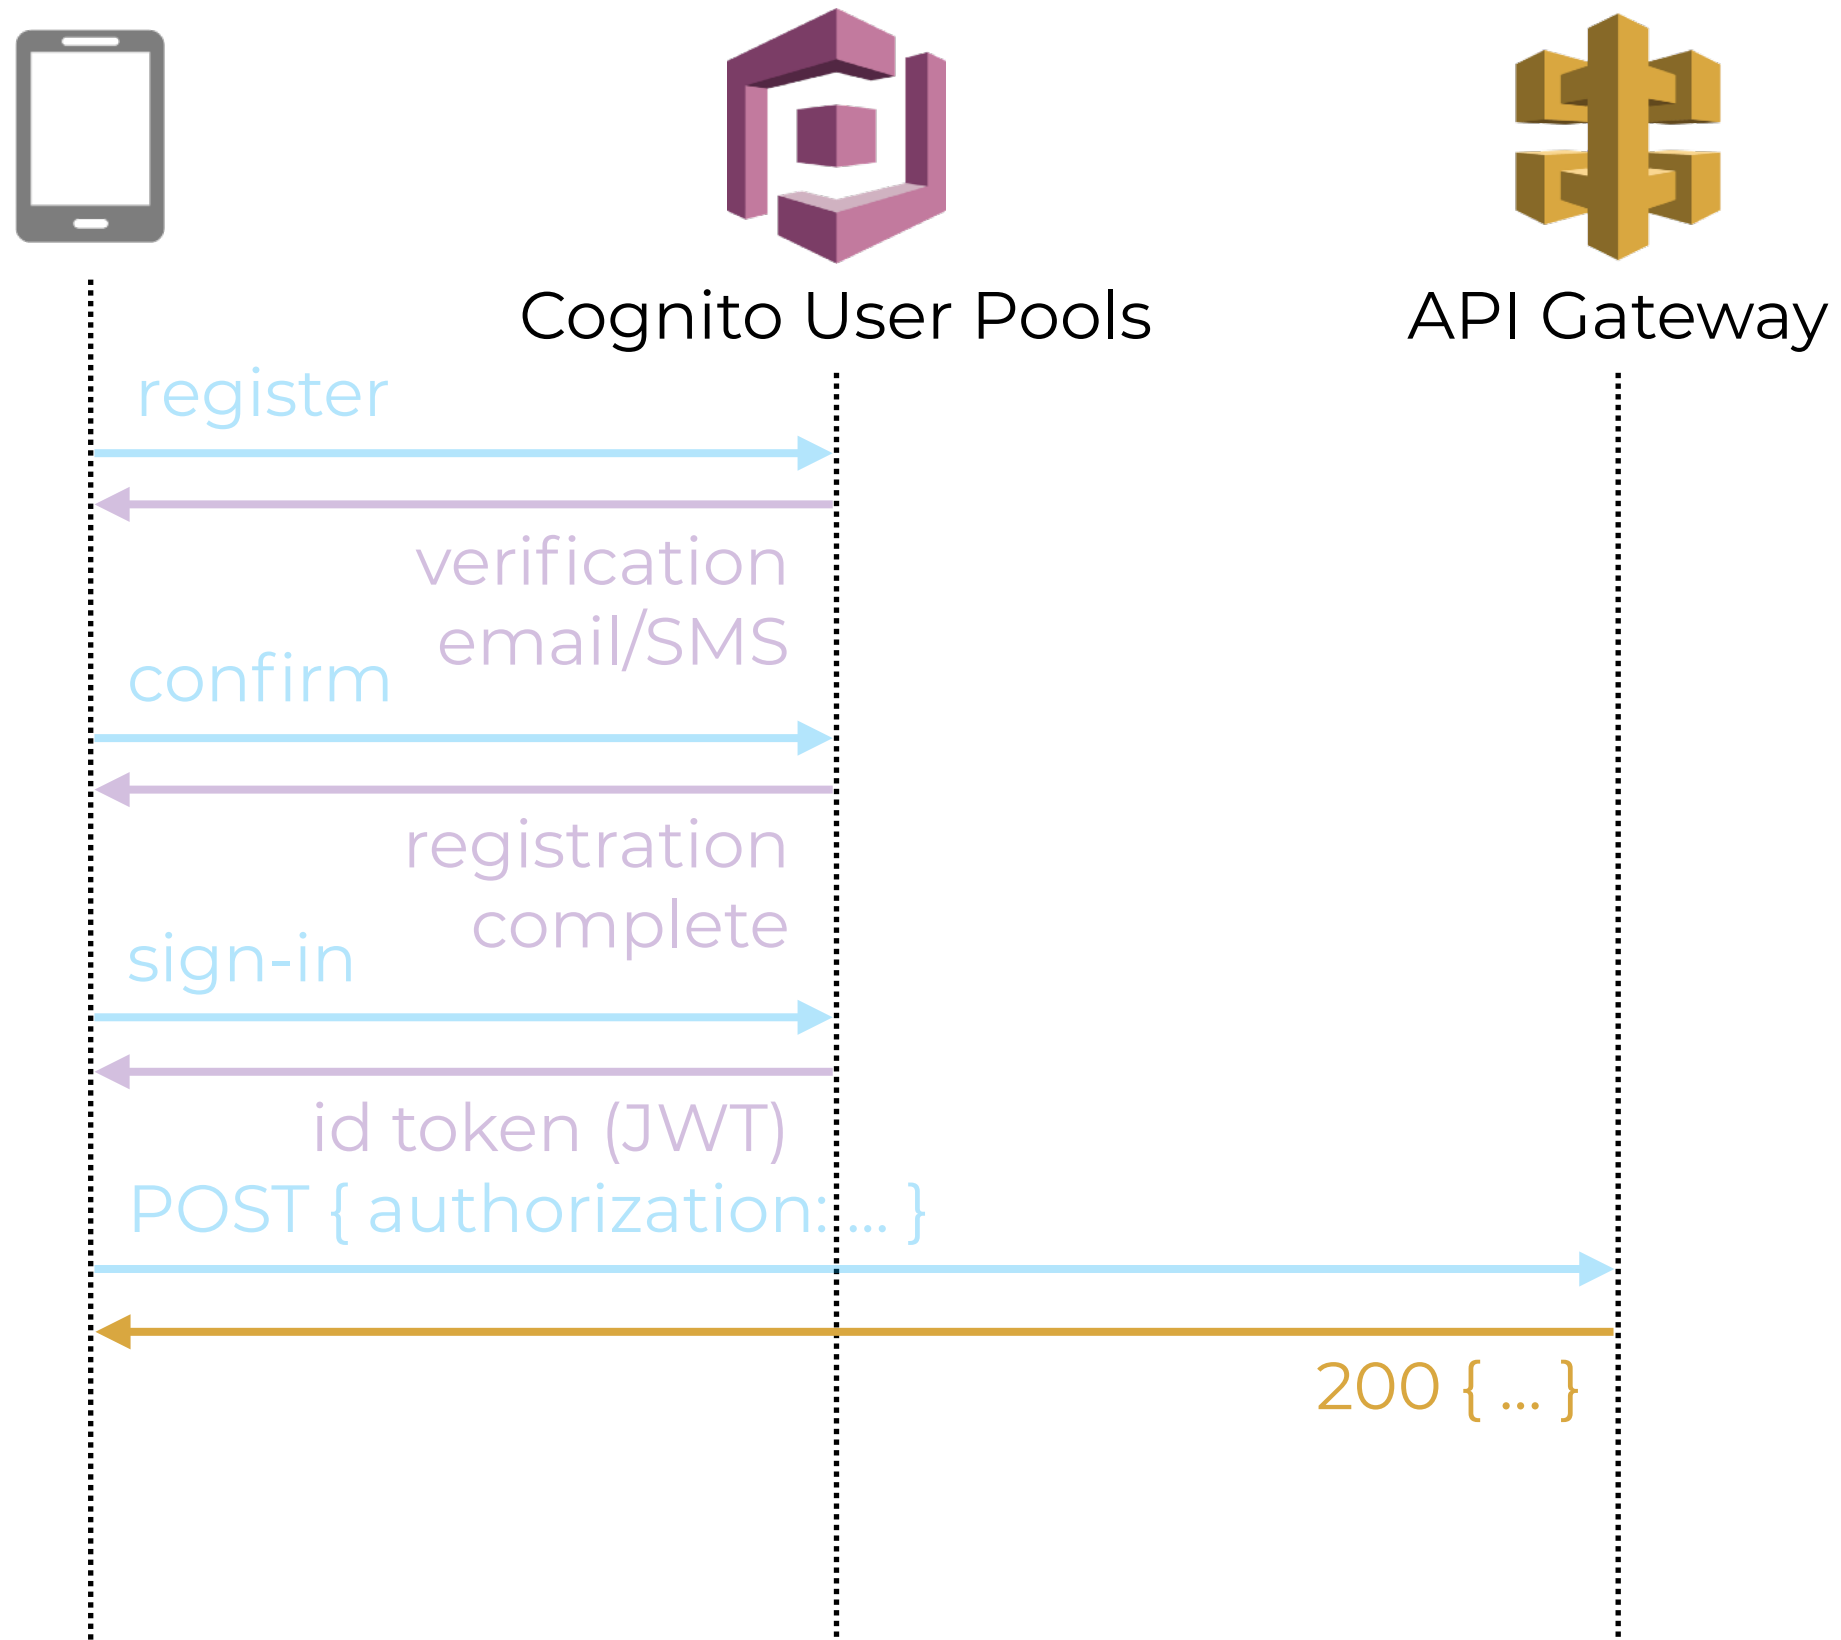 Cognito User Pools
API Gateway
register
verification
email/SMS
confirm
registration
complete
sign-in
id token (JWT)
POST { authorization: ... }
200 { ... }